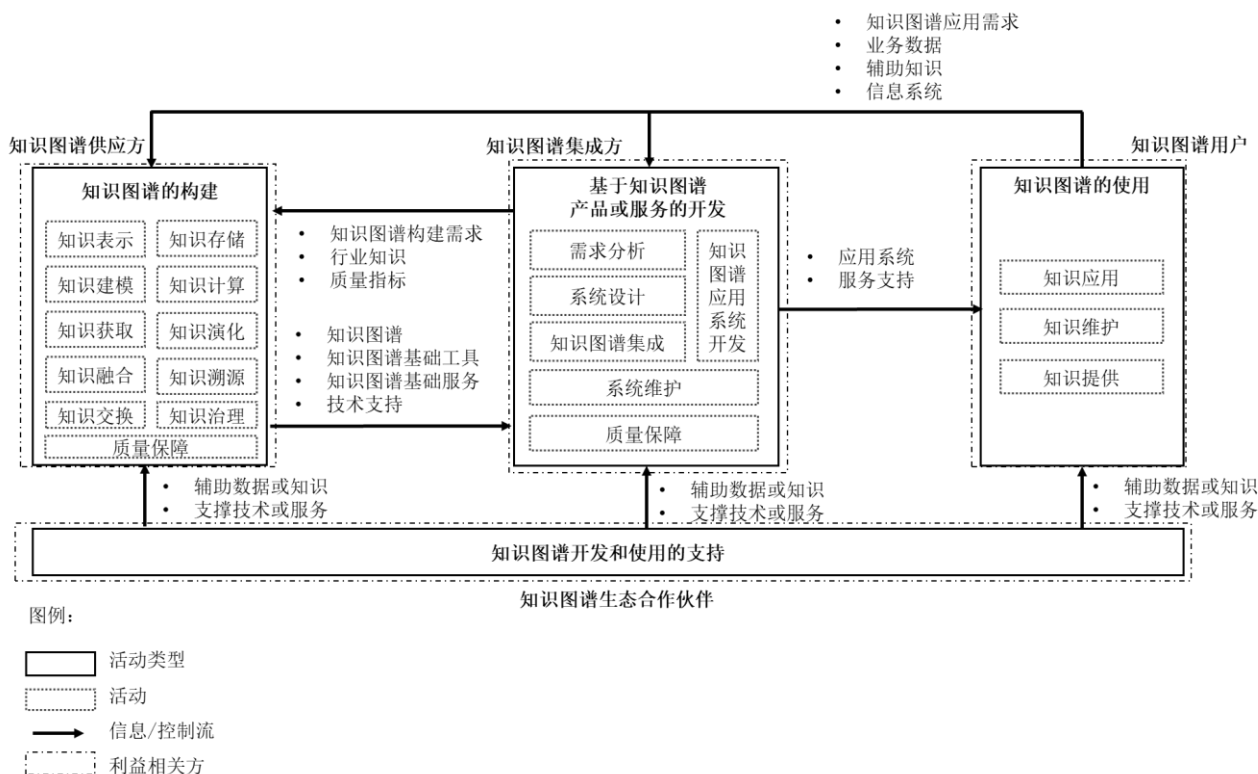 • 知识图谱应用需求
• 业务数据
• 辅助知识
• 信息系统
知识图谱供应方
知识图谱集成方
知识图谱用户
知识图谱的构建
知识表示
知识存储
知识建模
知识计算
知识获取
知识演化
知识融合
知识溯源
知识交换
知识治理
质量保障
• 知识图谱构建需求
• 行业知识
• 质量指标
• 知识图谱
• 知识图谱基础工具
• 知识图谱基础服务
• 技术支持
基于知识图谱
产品或服务的开发
需求分析
系统设计
知识图谱集成
知识
图谱
应用
系统
开发
系统维护
质量保障
• 应用系统
• 服务支持
知识图谱的使用
知识应用
知识维护
知识提供
• 辅助数据或知识
• 支撑技术或服务
• 辅助数据或知识
• 支撑技术或服务
• 辅助数据或知识
• 支撑技术或服务
知识图谱开发和使用的支持
知识图谱生态合作伙伴
图例：
活动类型
活动
信息/控制流
利益相关方